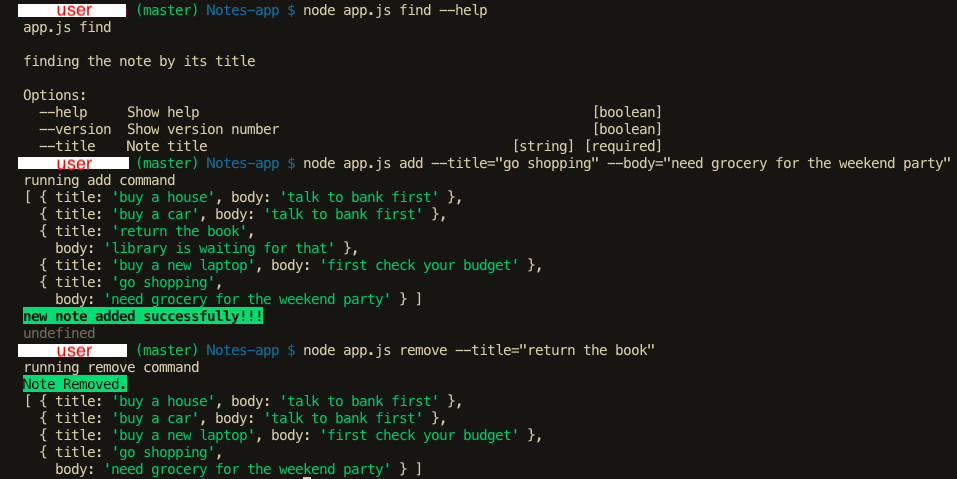 user (master) Notes-app $ node app.js find --help
app.js find
finding the note by its title
Options:
--help Show help [boolean]
--version Show version number [boolean]
--title Note title [string] [required]
user (master) Notes-app $ node app.js add --title="go shopping" --body="need grocery for the weekend party"
running add command
[ { title: 'buy a house', body: 'talk to bank first' },
{ title: 'buy a car', body: 'talk to bank first' },
{ title: 'return the book',
body: 'library is waiting for that' },
{ title: 'buy a new laptop', body: 'first check your budget' },
{ title: 'go shopping',
body: 'need grocery for the weekend party' } ]
new note added successfully!!!
undefined
user (master) Notes-app $ node app.js remove --title="return the book"
running remove command
Note Removed.
[ { title: 'buy a house', body: 'talk to bank first' },
{ title: 'buy a car', body: 'talk to bank first' },
{ title: 'buy a new laptop', body: 'first check your budget' },
{ title: 'go shopping',
body: 'need grocery for the weekend party' } ]